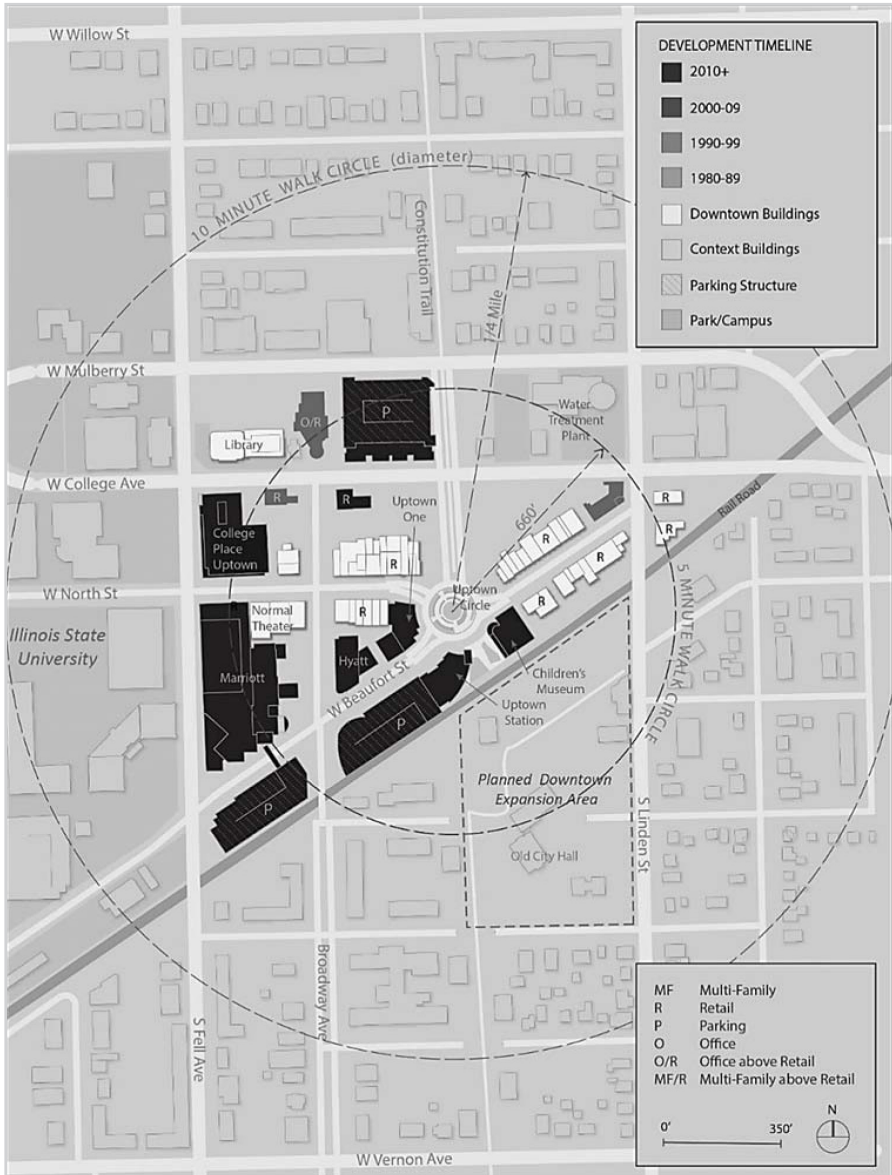 W Willow St
DEVELOPMENT TIMELINE
2010+
2000-09
1990-99
1980-89
Downtown Buildings
Context Buildings
Parking Structure
Park/Campus
10 MINUTE WALK CIRCLE (diameter)
Constitution Trail
1/4 Mile
W Mulberry St
O/R
P
Water
Treatment
Plant
Library
W College Ave
R
R
R
Rail Road
College
Place
Uptown
Uptown
One
660'
R
R
R
R
W North St
Uptown
Circle
5 MINUTE WALK CIRCLE
Illinois State
University
Normal
Theater
R
R
Hyatt
Marriott
W Beaufort St
Children's
Museum
Uptown
Station
P
P
Planned Downtown
Expansion Area
Old City Hall
S Linden St
S Fell Ave
Broadway Ave
MF Multi-Family
R Retail
P Parking
O Office
O/R Office above Retail
MF/R Multi-Family above Retail
0' 350'
N
W Vernon Ave